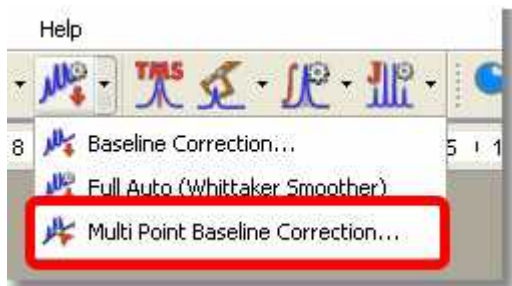 Help
TMS
8 Baseline Correction... 5 1
Full Auto (Whittaker Smoother)
Multi Point Baseline Correction...